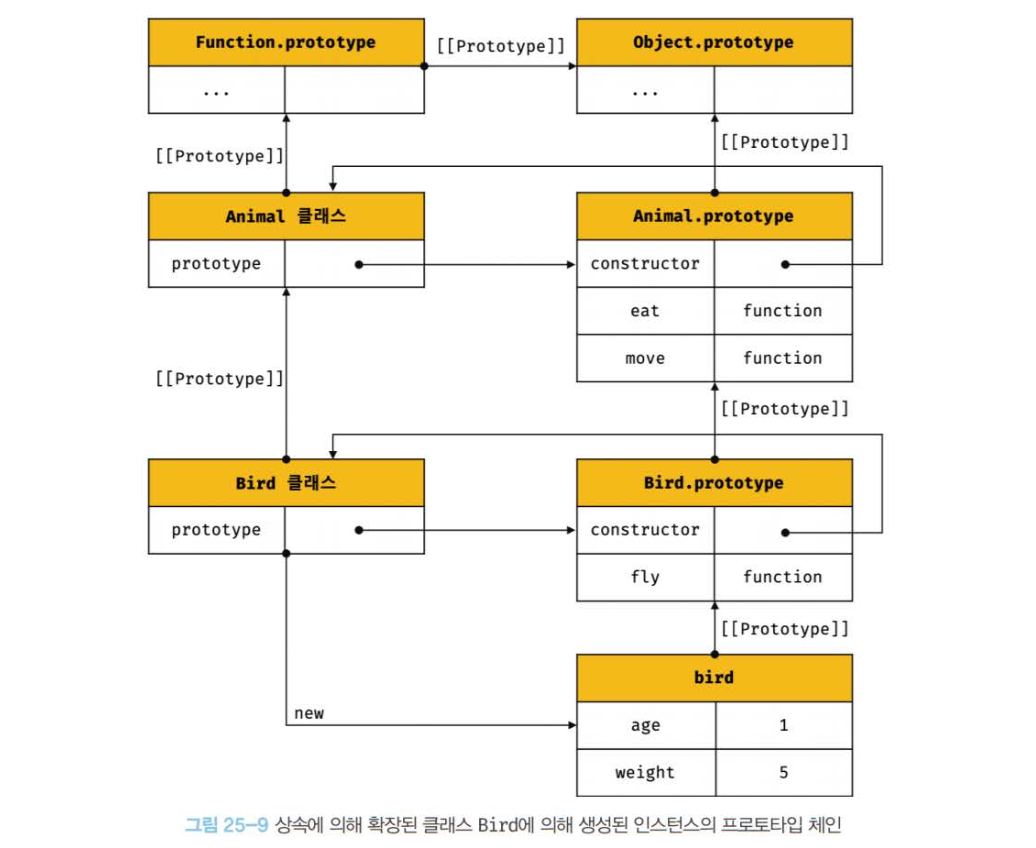 Function.prototype
[[Prototype]]
Object.prototype
...
...
[[Prototype]]
[[Prototype]]
Animal 클래스
Animal.prototype
prototype
constructor
eat function
move function
[[Prototype]]
[[Prototype]]
Bird 클래스
Bird.prototype
prototype
constructor
fly function
[[Prototype]]
bird
new
age 1
weight 5
그림 25-9 상속에 의해 확장된 클래스 Bird에 의해 생성된 인스턴스의 프로토타입 체인